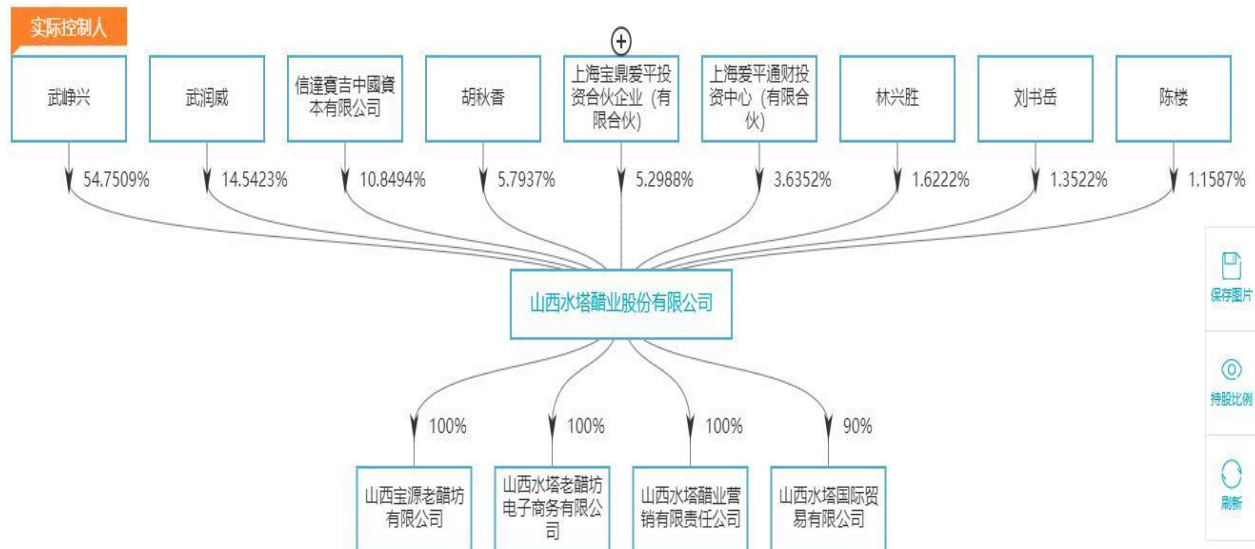 实际控制人
武峥兴
武润威
信達寶吉中國資
本有限公司
胡秋香
上海宝鼎爱平投
资合伙企业（有
限合伙）
上海爱平通财投
资中心（有限合
伙）
林兴胜
刘书岳
陈楼
54.7509%
14.5423%
10.8494%
5.7937%
5.2988%
3.6352%
1.6222%
1.3522%
1.1587%
山西水塔醋业股份有限公司
保存图片
持股比例
刷新
100%
100%
100%
90%
山西宝源老醋坊
有限公司
山西水塔老醋坊
电子商务有限公
司
山西水塔醋业营
销有限责任公司
山西水塔国际贸
易有限公司